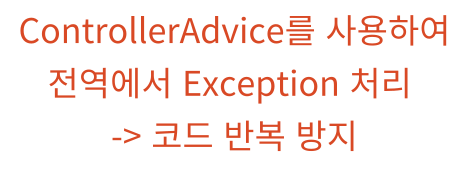 ControllerAdvice를 사용하여
전역에서 Exception 처리
-> 코드 반복 방지